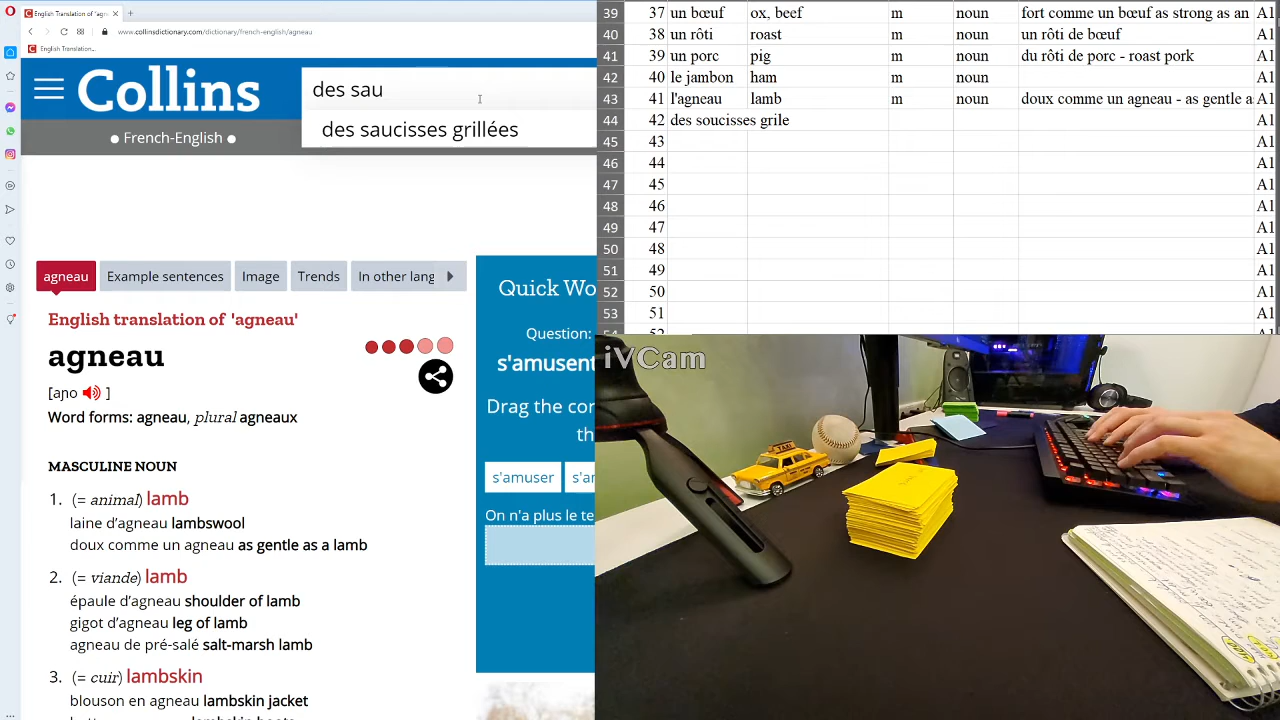 English Translation of 'agne
www.collinsdictionary.com/dictionary/french-english/agneau
English Translation...
Collins
des sau
des saucisses grillées
French-English
agneau
Example sentences
Image
Trends
In other lang
English translation of 'agneau'
agneau
[aɲo ]
Word forms: agneau, plural agneaux
MASCULINE NOUN
1. (= animal) lamb
laine d'agneau lambswool
doux comme un agneau as gentle as a lamb
2. (= viande) lamb
épaule d'agneau shoulder of lamb
gigot d'agneau leg of lamb
agneau de pré-salé salt-marsh lamb
3. (= cuir) lambskin
blouson en agneau lambskin jacket
Quick Wo
Question:
s'amusent
Drag the cor
th
s'amuser
s'ar
On n'a plus le te
39 37 un bœuf ox, beef m noun fort comme un bœuf as strong as an A1
40 38 un rôti roast m noun un rôti de bœuf A1
41 39 un porc pig m noun du rôti de porc - roast pork A1
42 40 le jambon ham m noun A1
43 41 l'agneau lamb m noun doux comme un agneau - as gentle a A1
44 42 des soucisses grile A1
45 43 A1
46 44 A1
47 45 A1
48 46 A1
49 47 A1
50 48 A1
51 49 A1
52 50 A1
53 51 A1
iVCam
TAXI